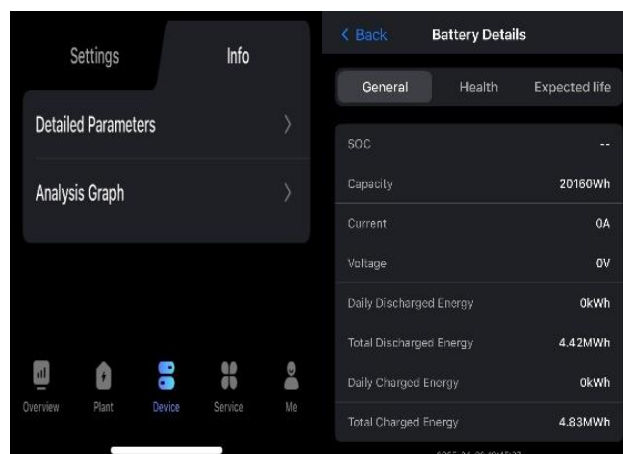 Settings
Info
Detailed Parameters
Analysis Graph
Overview
Plant
Device
Service
Me
Back
Battery Details
General
Health
Expected life
SOC
--
Capacity
20160Wh
Current
0A
Voltage
0V
Daily Discharged Energy
0kWh
Total Discharged Energy
4.42MWh
Daily Charged Energy
0kWh
Total Charged Energy
4.83MWh